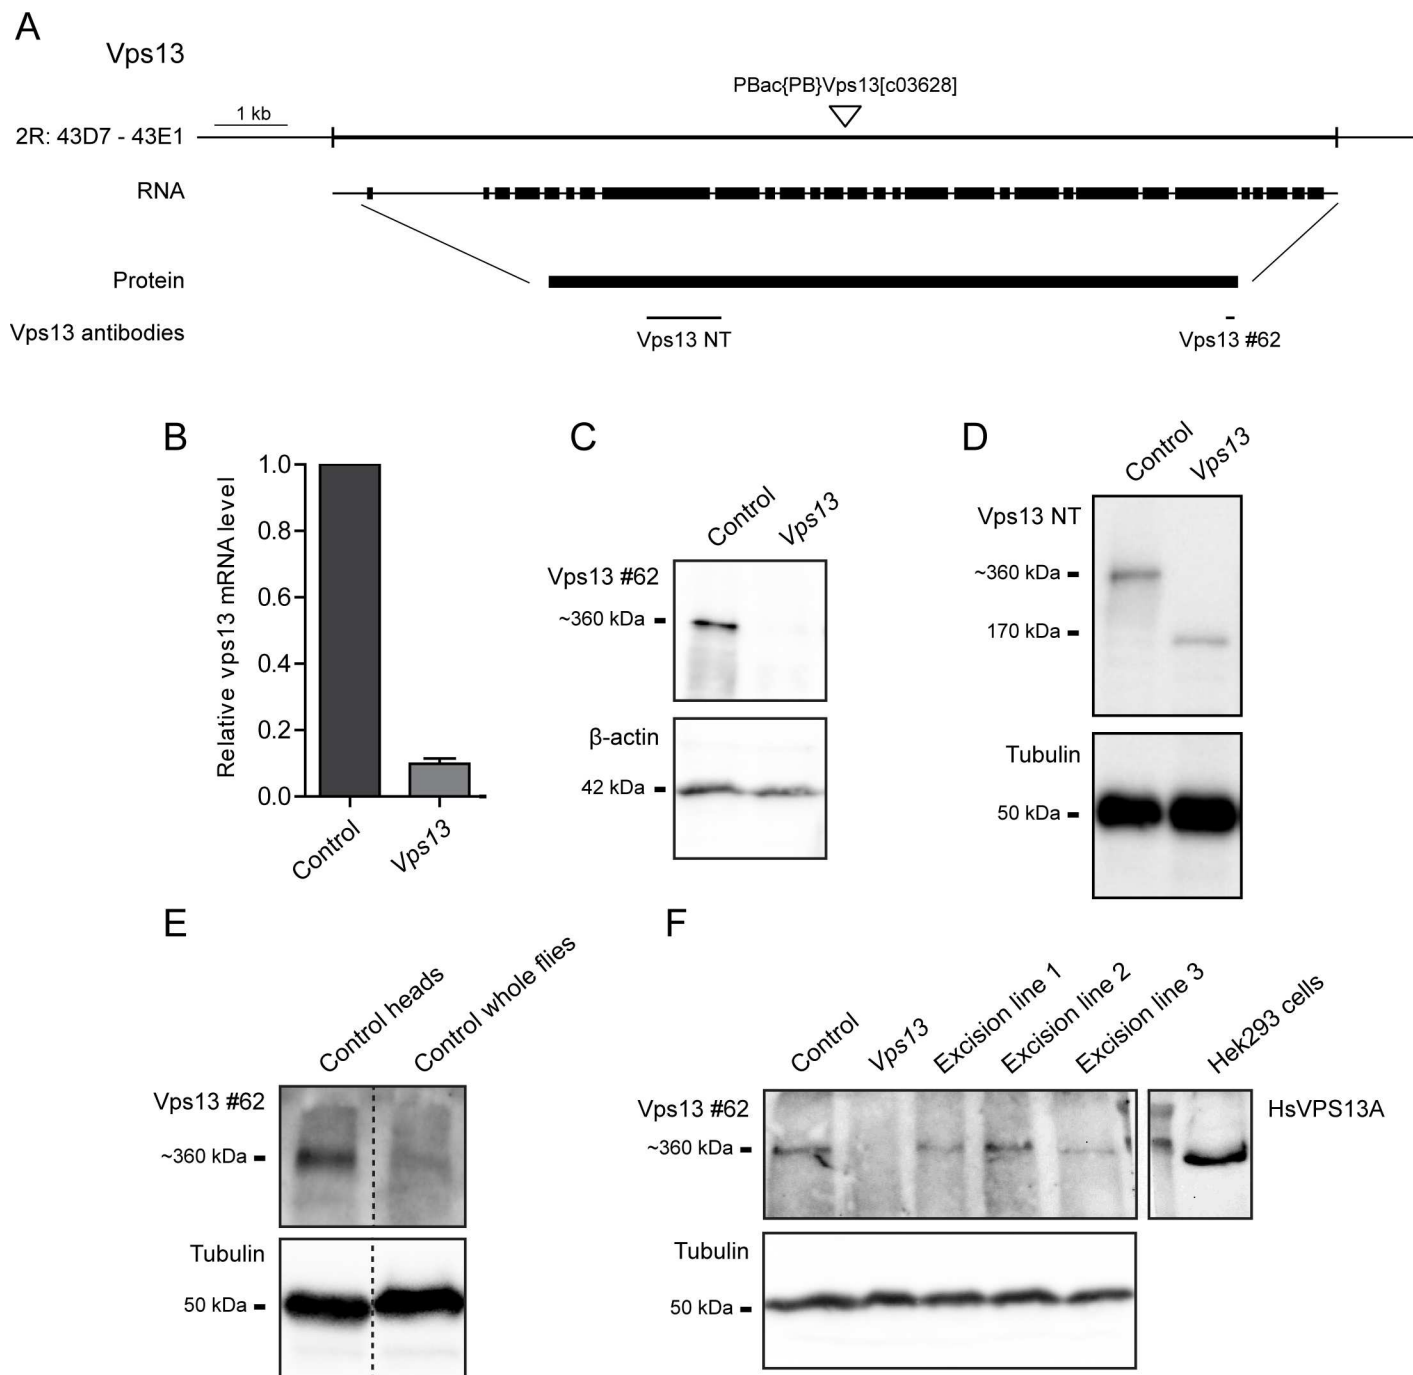 A
Vps13
PBac{PB}Vps13[c03628]
1 kb
2R: 43D7 - 43E1
RNA
Protein
Vps13 antibodies
Vps13 NT
Vps13 #62
B
Relative vps13 mRNA level
1.0
0.8
0.6
0.4
0.2
0.0
Control
Vps13
C
Control
Vps13
Vps13 #62
~360 kDa
β-actin
42 kDa
D
Control
Vps13
Vps13 NT
~360 kDa
170 kDa
Tubulin
50 kDa
E
Control heads
Control whole flies
Vps13 #62
~360 kDa
Tubulin
50 kDa
F
Control
Vps13
Excision line 1
Excision line 2
Excision line 3
Hek293 cells
Vps13 #62
HsVPS13A
~360 kDa
Tubulin
50 kDa